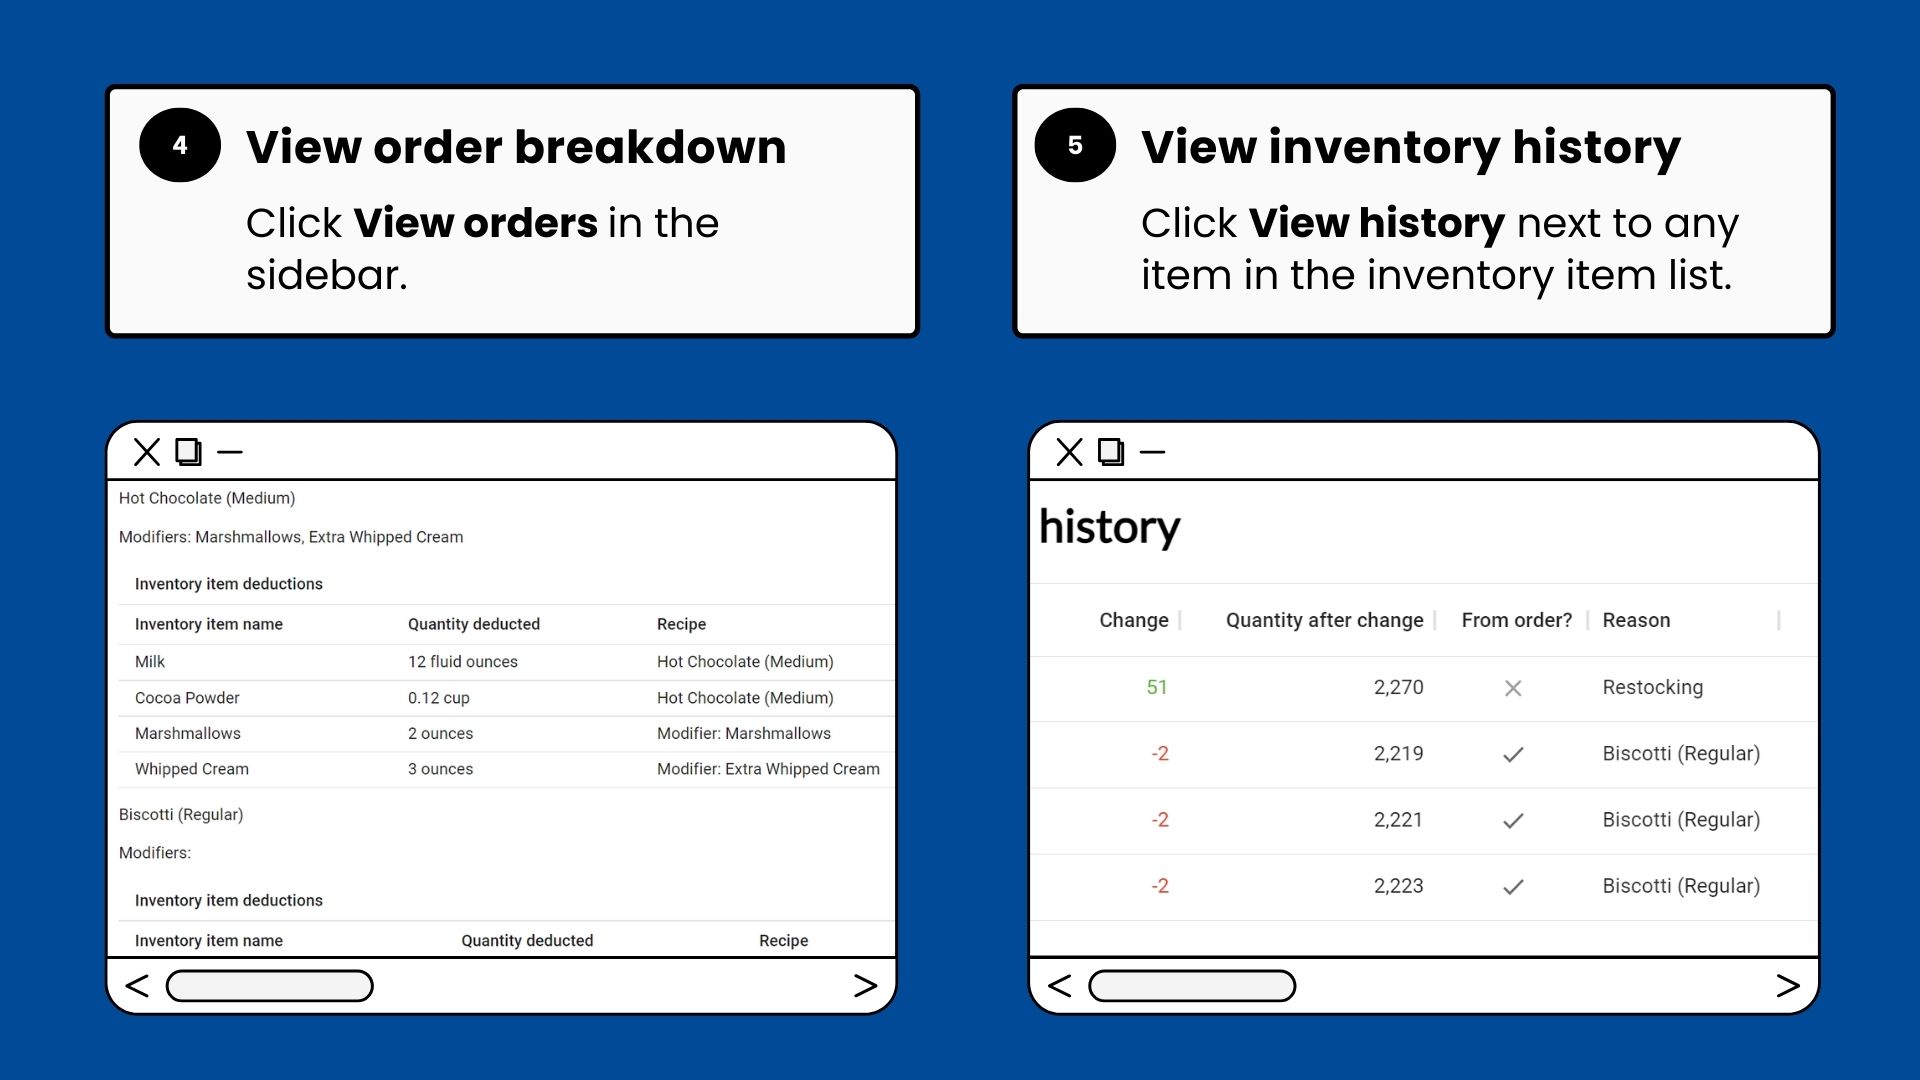 4
View order breakdown
Click View orders in the
sidebar.
5
View inventory history
Click View history next to any
item in the inventory item list.
Hot Chocolate (Medium)
Modifiers: Marshmallows, Extra Whipped Cream
Inventory item deductions
Inventory item name Quantity deducted Recipe
Milk 12 fluid ounces Hot Chocolate (Medium)
Cocoa Powder 0.12 cup Hot Chocolate (Medium)
Marshmallows 2 ounces Modifier: Marshmallows
Whipped Cream 3 ounces Modifier: Extra Whipped Cream
Biscotti (Regular)
Modifiers:
Inventory item deductions
Inventory item name Quantity deducted Recipe
history
Change Quantity after change From order? Reason
51 2,270 Restocking
-2 2,219 Biscotti (Regular)
-2 2,221 Biscotti (Regular)
-2 2,223 Biscotti (Regular)